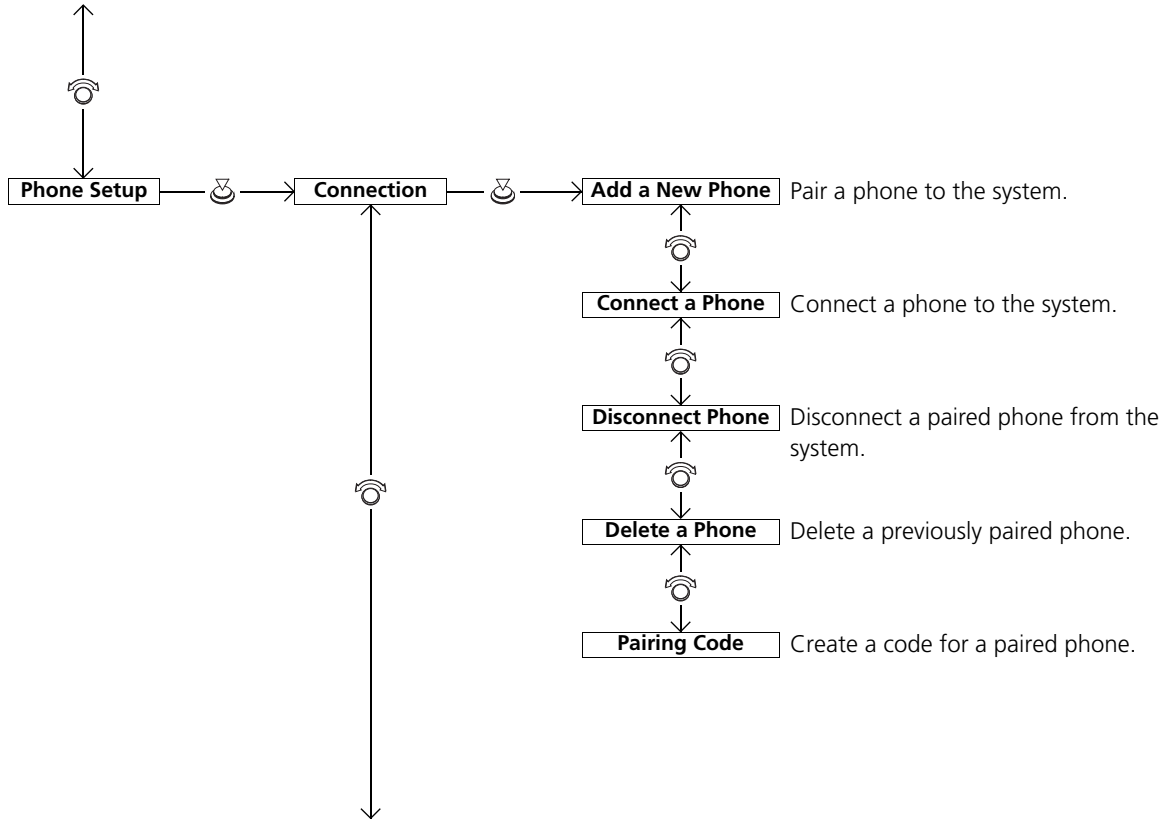 Phone Setup
Connection
Add a New Phone
Pair a phone to the system.
Connect a Phone
Connect a phone to the system.
Disconnect Phone
Disconnect a paired phone from the
system.
Delete a Phone
Delete a previously paired phone.
Pairing Code
Create a code for a paired phone.